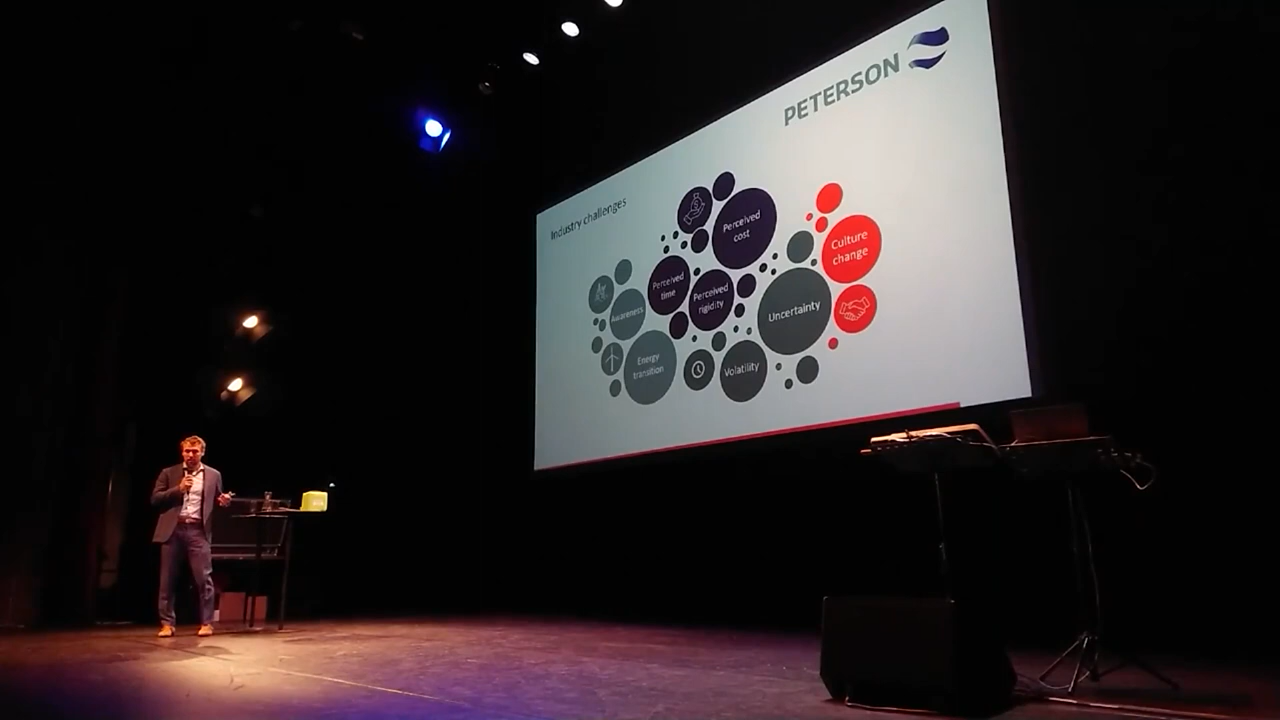 PETERSON
Industry challenges
Perceived
cost
Culture
change
Perceived
time
Perceived
rigidity
Awareness
Uncertainty
Energy
transition
Volatility